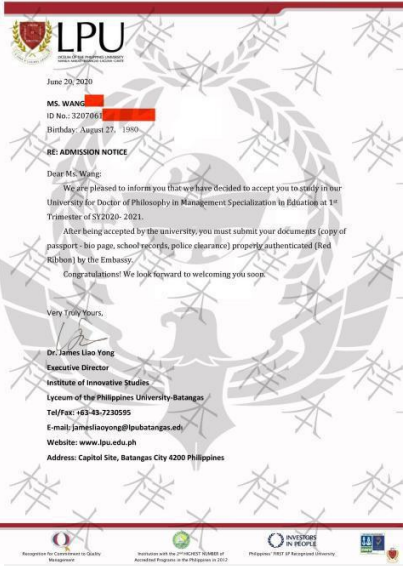 LPU
LYCEUM OF THE PHILIPPINES UNIVERSITY
June 20, 2020
MS. WANG
ID No.: 3207061
Birthday: August 27, 1980
RE: ADMISSION NOTICE
Dear Ms. Wang:
We are pleased to inform you that we have decided to accept you to study in our
University for Doctor of Philosophy in Management Specialization in Eduation at 1st
Trimester of SY2020- 2021.
After being accepted by the university, you must submit your documents (copy of
passport - bio page, school records, police clearance) properly authenticated (Red
Ribbon) by the Embassy.
Congratulations! We look forward to welcoming you soon.
Very Truly Yours,
Dr. James Liao Yong
Executive Director
Institute of Innovative Studies
Lyceum of the Philippines University-Batangas
Tel/Fax: +63-43-7230595
E-mail: jamesliaoyong@lpubatangas.edu
Website: www.lpu.edu.ph
Address: Capitol Site, Batangas City 4200 Philippines
Recognition for Commitment to Quality
Management
Institution with the 2nd HIGHEST NUMBER of
Accredited Programs in the Philippines in 2012
INVESTORS
IN PEOPLE
Philippines' FIRST IiP Recognized University